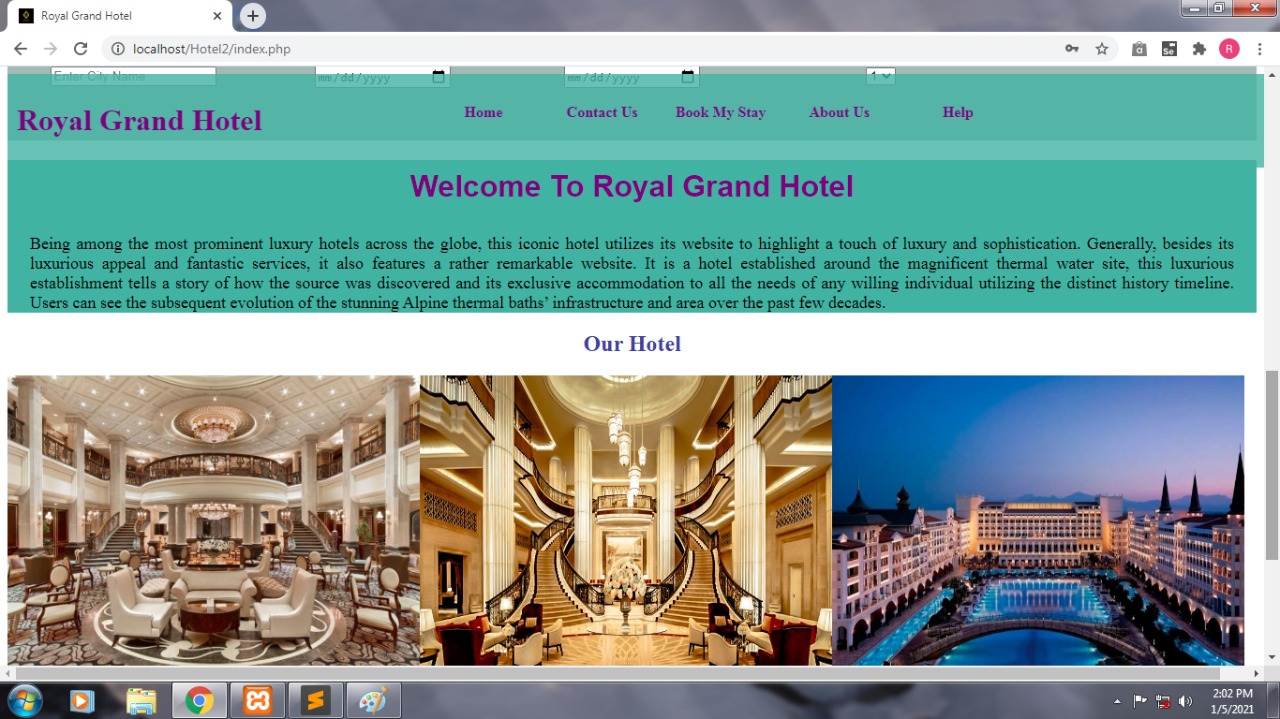 Royal Grand Hotel
localhost/Hotel2/index.php
R
Enter City Name mm/dd/yyyy mm/dd/yyyy 1
Royal Grand Hotel Home Contact Us Book My Stay About Us Help
Welcome To Royal Grand Hotel
Being among the most prominent luxury hotels across the globe, this iconic hotel utilizes its website to highlight a touch of luxury and sophistication. Generally, besides its
luxurious appeal and fantastic services, it also features a rather remarkable website. It is a hotel established around the magnificent thermal water site, this luxurious
establishment tells a story of how the source was discovered and its exclusive accommodation to all the needs of any willing individual utilizing the distinct history timeline.
Users can see the subsequent evolution of the stunning Alpine thermal baths’ infrastructure and area over the past few decades.
Our Hotel
2:02 PM
1/5/2021